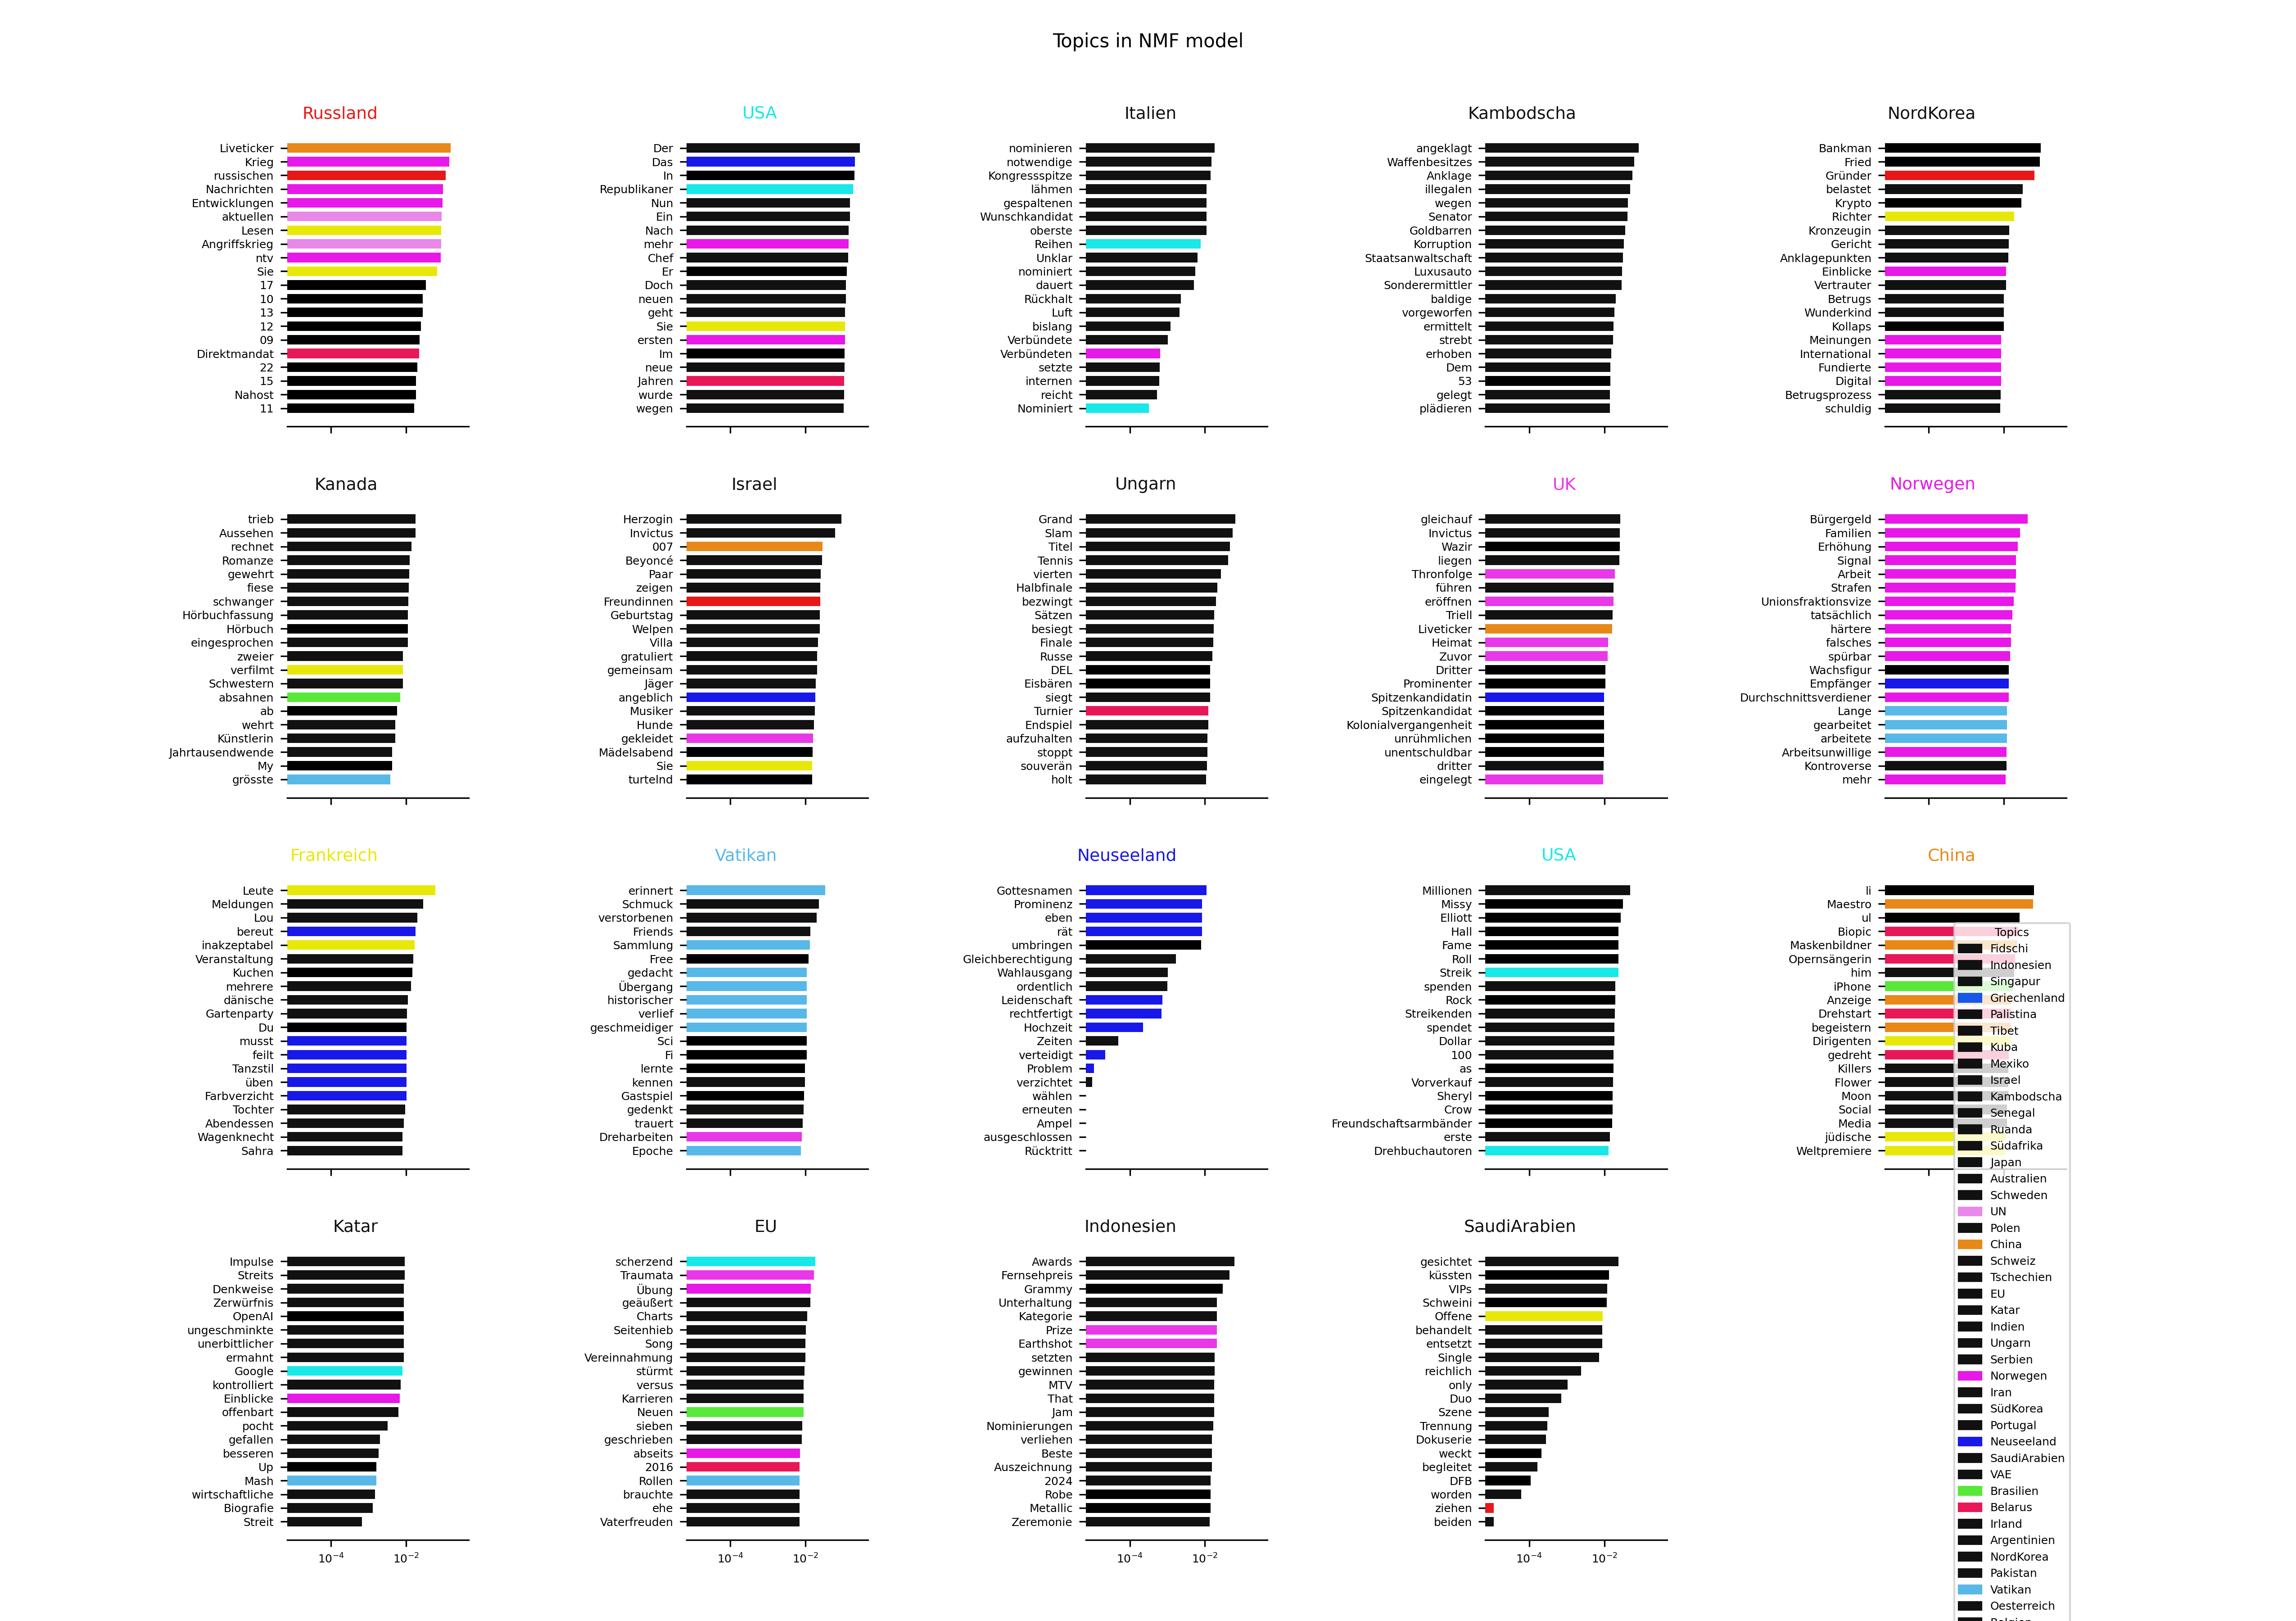 Topics in NMF model
Russland
Liveticker
Krieg
russischen
Nachrichten
Entwicklungen
aktuellen
Lesen
Angriffskrieg
ntv
Sie
17
10
13
12
09
Direktmandat
22
15
Nahost
11
USA
Der
Das
In
Republikaner
Nun
Ein
Nach
mehr
Chef
Er
Doch
neuen
geht
Sie
ersten
Im
neue
Jahren
wurde
wegen
Italien
nominieren
notwendige
Kongressspitze
lähmen
gespaltenen
Wunschkandidat
oberste
Reihen
Unklar
nominiert
dauert
Rückhalt
Luft
bislang
Verbündete
Verbündeten
setzte
internen
reicht
Nominiert
Kambodscha
angeklagt
Waffenbesitzes
Anklage
illegalen
wegen
Senator
Goldbarren
Korruption
Staatsanwaltschaft
Luxusauto
Sonderermittler
baldige
vorgeworfen
ermittelt
strebt
erhoben
Dem
53
gelegt
plädieren
NordKorea
Bankman
Fried
Gründer
belastet
Krypto
Richter
Kronzeugin
Gericht
Anklagepunkten
Einblicke
Vertrauter
Betrugs
Wunderkind
Kollaps
Meinungen
International
Fundierte
Digital
Betrugsprozess
schuldig
Kanada
trieb
Aussehen
rechnet
Romanze
gewehrt
fiese
schwanger
Hörbuchfassung
Hörbuch
eingesprochen
zweier
verfilmt
Schwestern
absahnen
ab
wehrt
Künstlerin
Jahrtausendwende
My
grösste
Israel
Herzogin
Invictus
007
Beyoncé
Paar
zeigen
Freundinnen
Geburtstag
Welpen
Villa
gratuliert
gemeinsam
Jäger
angeblich
Musiker
Hunde
gekleidet
Mädelsabend
Sie
turtelnd
Ungarn
Grand
Slam
Titel
Tennis
vierten
Halbfinale
bezwingt
Sätzen
besiegt
Finale
Russe
DEL
Eisbären
siegt
Turnier
Endspiel
aufzuhalten
stoppt
souverän
holt
UK
gleichauf
Invictus
Wazir
liegen
Thronfolge
führen
eröffnen
Triell
Liveticker
Heimat
Zuvor
Dritter
Prominenter
Spitzenkandidatin
Spitzenkandidat
Kolonialvergangenheit
unrühmlichen
unentschuldbar
dritter
eingelegt
Norwegen
Bürgergeld
Familien
Erhöhung
Signal
Arbeit
Strafen
Unionsfraktionsvize
tatsächlich
härtere
falsches
spürbar
Wachsfigur
Empfänger
Durchschnittsverdiener
Lange
gearbeitet
arbeitete
Arbeitsunwillige
Kontroverse
mehr
Frankreich
Leute
Meldungen
Lou
bereut
inakzeptabel
Veranstaltung
Kuchen
mehrere
dänische
Gartenparty
Du
musst
feilt
Tanzstil
üben
Farbverzicht
Tochter
Abendessen
Wagenknecht
Sahra
Vatikan
erinnert
Schmuck
verstorbenen
Friends
Sammlung
Free
gedacht
Übergang
historischer
verlief
geschmeidiger
Sci
Fi
lernte
kennen
Gastspiel
gedenkt
trauert
Dreharbeiten
Epoche
Neuseeland
Gottesnamen
Prominenz
eben
rät
umbringen
Gleichberechtigung
Wahlausgang
ordentlich
Leidenschaft
rechtfertigt
Hochzeit
Zeiten
verteidigt
Problem
verzichtet
wählen
erneuten
Ampel
ausgeschlossen
Rücktritt
USA
Millionen
Missy
Elliott
Hall
Fame
Roll
Streik
spenden
Rock
Streikenden
spendet
Dollar
100
as
Vorverkauf
Sheryl
Crow
Freundschaftsarmbänder
erste
Drehbuchautoren
China
li
Maestro
ul
Biopic
Maskenbildner
Opernsängerin
him
iPhone
Anzeige
Drehstart
begeistern
Dirigenten
gedreht
Killers
Flower
Moon
Social
Media
jüdische
Weltpremiere
Katar
Impulse
Streits
Denkweise
Zerwürfnis
OpenAI
ungeschminkte
unerbittlicher
ermahnt
Google
kontrolliert
Einblicke
offenbart
pocht
gefallen
besseren
Up
Mash
wirtschaftliche
Biografie
Streit
10⁻⁴ 10⁻²
EU
scherzend
Traumata
Übung
geäußert
Charts
Seitenhieb
Song
Vereinnahmung
stürmt
versus
Karrieren
Neuen
sieben
geschrieben
abseits
2016
Rollen
brauchte
ehe
Vaterfreuden
10⁻⁴ 10⁻²
Indonesien
Awards
Fernsehpreis
Grammy
Unterhaltung
Kategorie
Prize
Earthshot
setzten
gewinnen
MTV
That
Jam
Nominierungen
verliehen
Beste
Auszeichnung
2024
Robe
Metallic
Zeremonie
10⁻⁴ 10⁻²
SaudiArabien
gesichtet
küssten
VIPs
Schweini
Offene
behandelt
entsetzt
Single
reichlich
only
Duo
Szene
Trennung
Dokuserie
weckt
begleitet
DFB
worden
ziehen
beiden
10⁻⁴ 10⁻²
Topics
Fidschi
Indonesien
Singapur
Griechenland
Palistina
Tibet
Kuba
Mexiko
Israel
Kambodscha
Senegal
Ruanda
Südafrika
Japan
Australien
Schweden
UN
Polen
China
Schweiz
Tschechien
EU
Katar
Indien
Ungarn
Serbien
Norwegen
Iran
SüdKorea
Portugal
Neuseeland
SaudiArabien
VAE
Brasilien
Belarus
Irland
Argentinien
NordKorea
Pakistan
Vatikan
Oesterreich